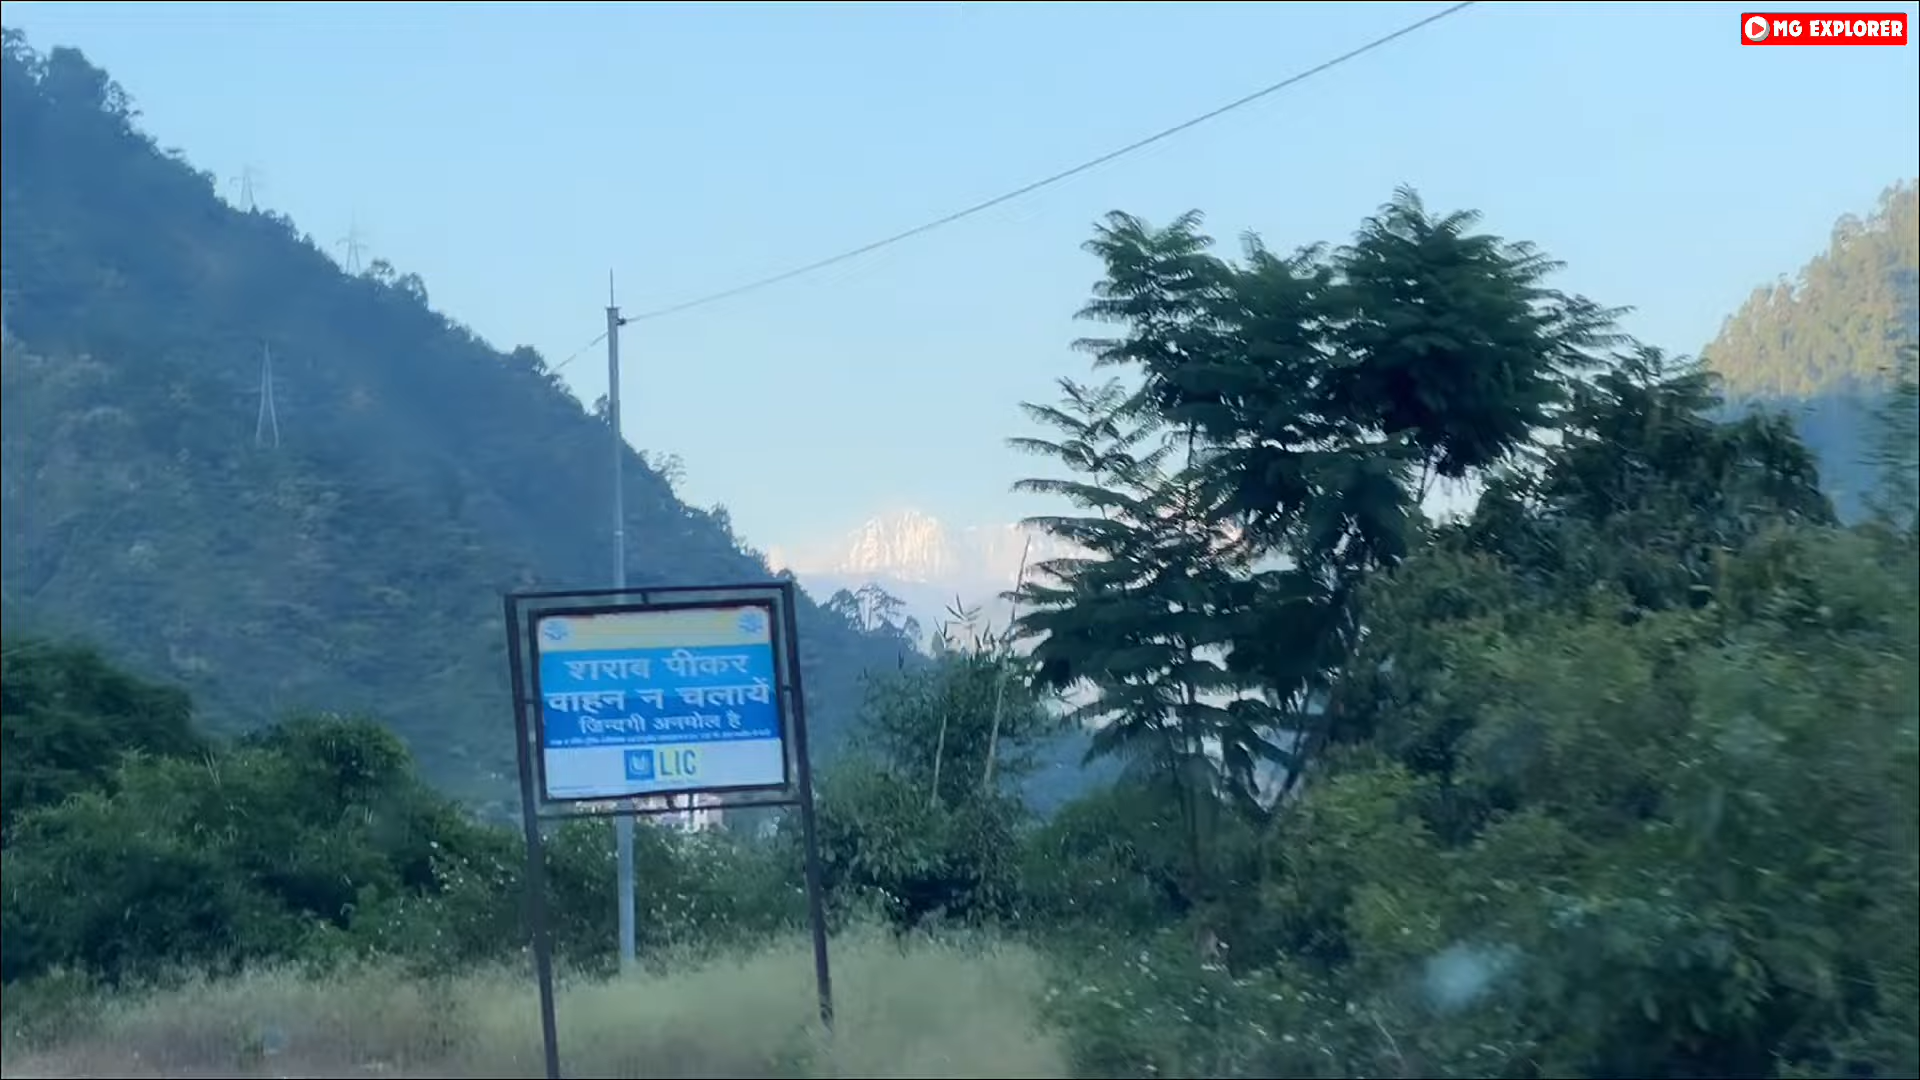 MG EXPLORER
शराब पीकर
वाहन न चलायें
जिन्दगी अनमोल है
LIC